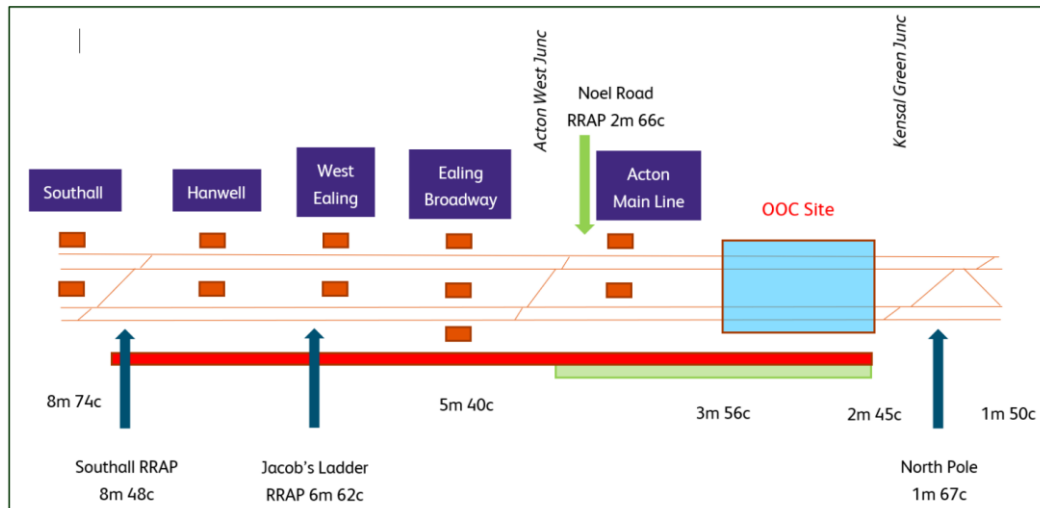 Acton West Junc
Kensal Green Junc
Noel Road
RRAP 2m 66c
Southall
Hanwell
West
Ealing
Ealing
Broadway
Acton
Main Line
OOC Site
8m 74c
5m 40c
3m 56c
2m 45c
1m 50c
Southall RRAP
8m 48c
Jacob's Ladder
RRAP 6m 62c
North Pole
1m 67c